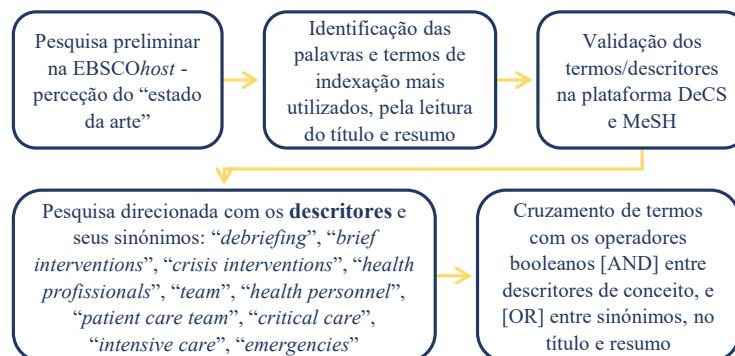 Pesquisa preliminar
na EBSCOhost -
perceção do “estado
da arte”
Identificação das
palavras e termos de
indexação mais
utilizados, pela leitura
do título e resumo
Validação dos
termos/descritores
na plataforma DeCS
e MeSH
Pesquisa direcionada com os descritores e
seus sinónimos: “debriefing”, “brief
interventions”, “crisis interventions”, “health
profissionals”, “team”, “health personnel”,
“patient care team”, “critical care”,
“intensive care”, “emergencies”
Cruzamento de termos
com os operadores
booleanos [AND] entre
descritores de conceito, e
[OR] entre sinónimos, no
título e resumo